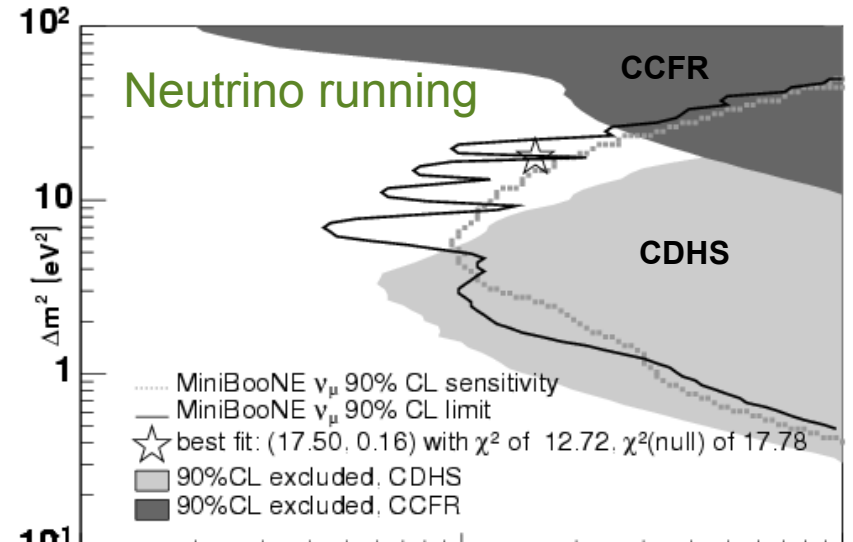 10²
CCFR
Neutrino running
10
CDHS
Δm² [eV²]
1
MiniBooNE νμ 90% CL sensitivity
MiniBooNE νμ 90% CL limit
best fit: (17.50, 0.16) with χ² of 12.72, χ²(null) of 17.78
90%CL excluded, CDHS
90%CL excluded, CCFR